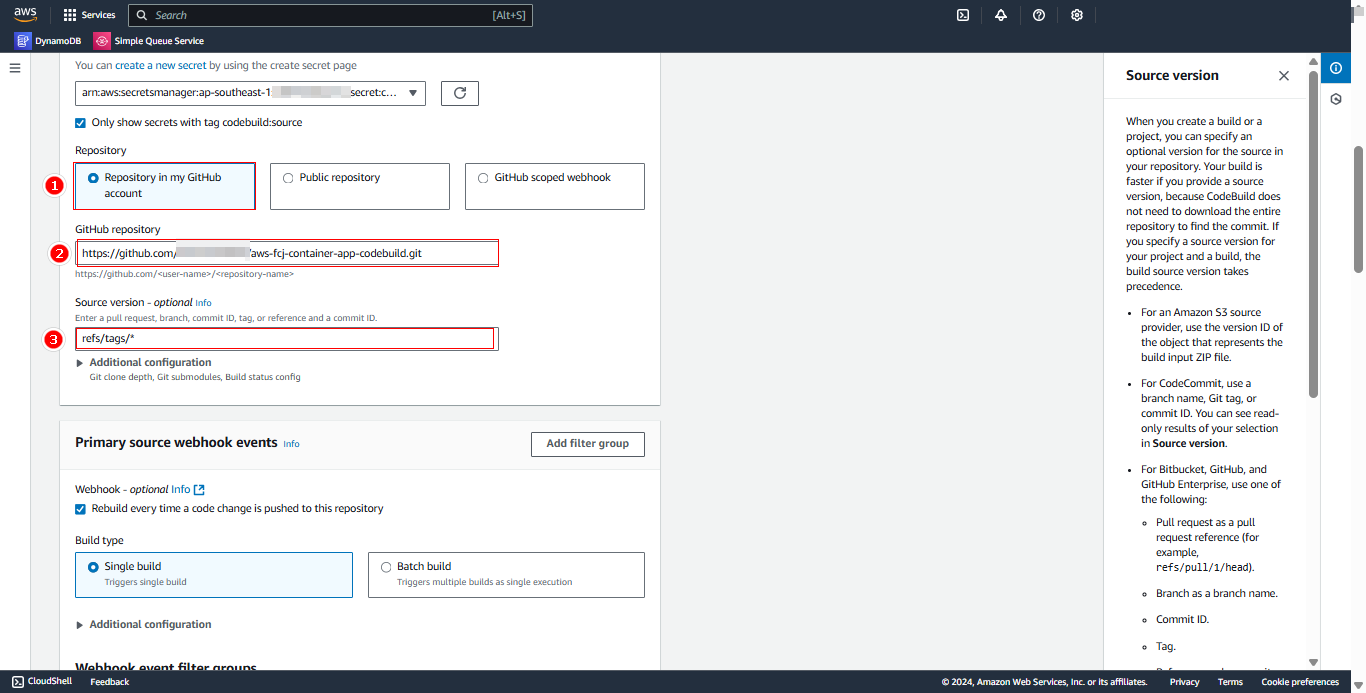 aws
Services
Search
[Alt+S]
DynamoDB
Simple Queue Service
You can create a new secret by using the create secret page
arn:aws:secretsmanager:ap-southeast-1: secret:c...
Only show secrets with tag codebuild:source
Repository
1
Repository in my GitHub
account
Public repository
GitHub scoped webhook
GitHub repository
2
https://github.com/ /aws-fcj-container-app-codebuild.git
https://github.com/<user-name>/<repository-name>
Source version - optional Info
Enter a pull request, branch, commit ID, tag, or reference and a commit ID.
3
refs/tags/*
Additional configuration
Git clone depth, Git submodules, Build status config
Primary source webhook events Info
Add filter group
Webhook - optional Info
Rebuild every time a code change is pushed to this repository
Build type
Single build
Triggers single build
Batch build
Triggers multiple builds as single execution
Additional configuration
Webhook event filter groups
Source version
When you create a build or a
project, you can specify an
optional version for the source in
your repository. Your build is
faster if you provide a source
version, because CodeBuild does
not need to download the entire
repository to find the commit. If
you specify a source version for
your project and a build, the
build source version takes
precedence.
• For an Amazon S3 source
provider, use the version ID of
the object that represents the
build input ZIP file.
• For CodeCommit, use a
branch name, Git tag, or
commit ID. You can see read-
only results of your selection
in Source version.
• For Bitbucket, GitHub, and
GitHub Enterprise, use one of
the following:
Pull request as a pull
request reference (for
example,
refs/pull/1/head).
Branch as a branch name.
Commit ID.
Tag.
CloudShell
Feedback
© 2024, Amazon Web Services, Inc. or its affiliates.
Privacy
Terms
Cookie preferences